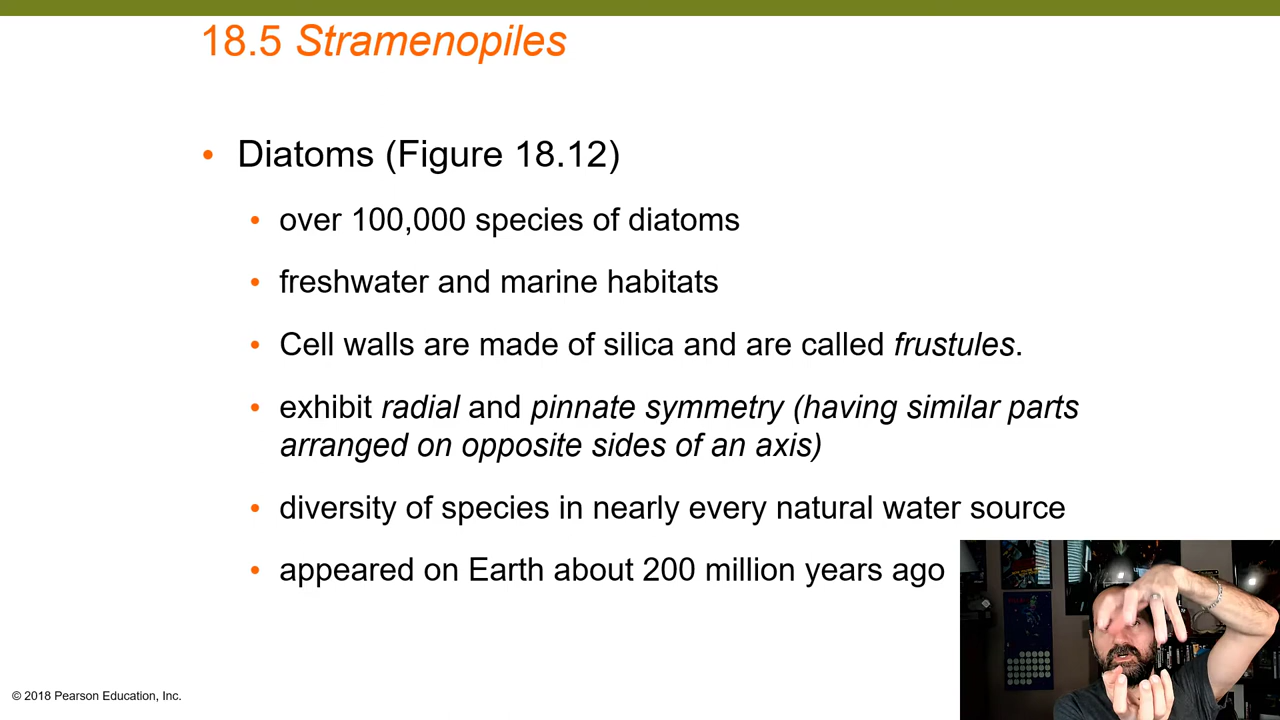 18.5 Stramenopiles
• Diatoms (Figure 18.12)
• over 100,000 species of diatoms
• freshwater and marine habitats
• Cell walls are made of silica and are called frustules.
• exhibit radial and pinnate symmetry (having similar parts
arranged on opposite sides of an axis)
• diversity of species in nearly every natural water source
• appeared on Earth about 200 million years ago
© 2018 Pearson Education, Inc.